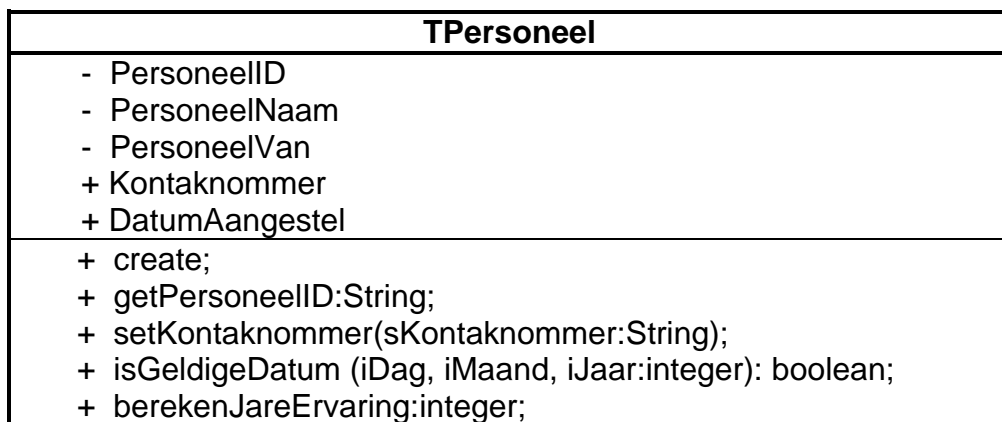 TPersoneel
- PersoneelID
- PersoneelNaam
- PersoneelVan
+ Kontaknommer
+ DatumAangestel
+ create;
+ getPersoneelID:String;
+ setKontaknommer(sKontaknommer:String);
+ isGeldigeDatum (iDag, iMaand, iJaar:integer): boolean;
+ berekenJareErvaring:integer;